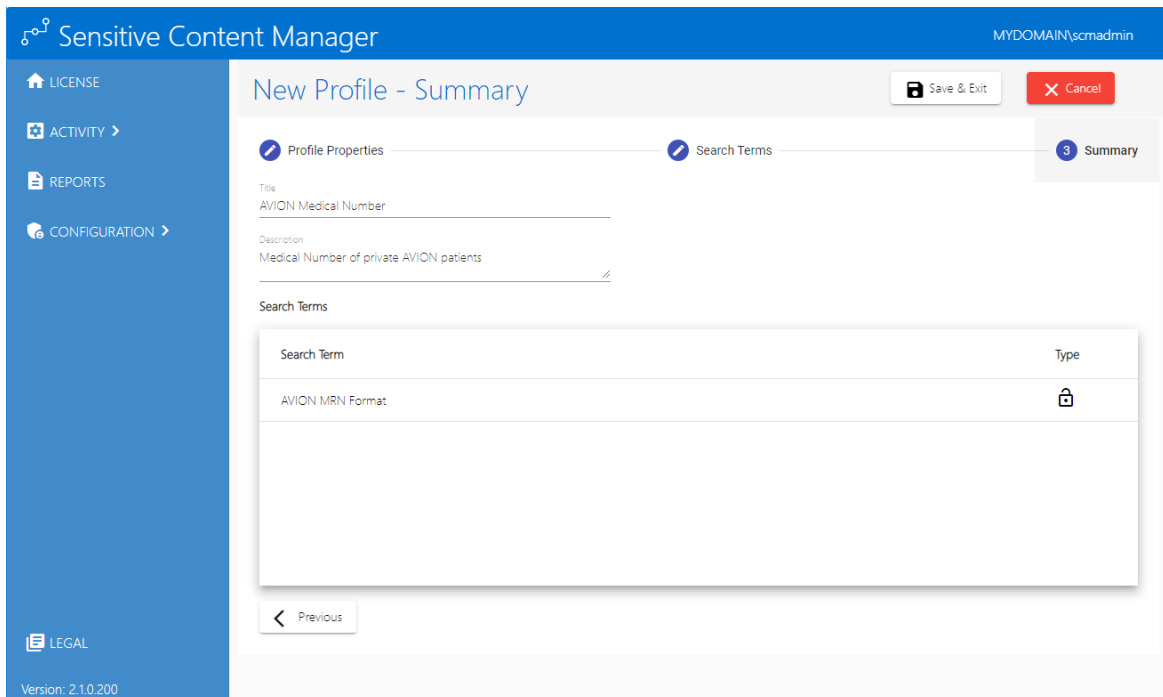 Sensitive Content Manager
MYDOMAIN\scmadmin
LICENSE
ACTIVITY
REPORTS
CONFIGURATION
LEGAL
Version: 2.1.0.200
New Profile - Summary
Save & Exit
Cancel
Profile Properties
Search Terms
3 Summary
Title
AVION Medical Number
Description
Medical Number of private AVION patients
Search Terms
Search Term Type
AVION MRN Format
Previous